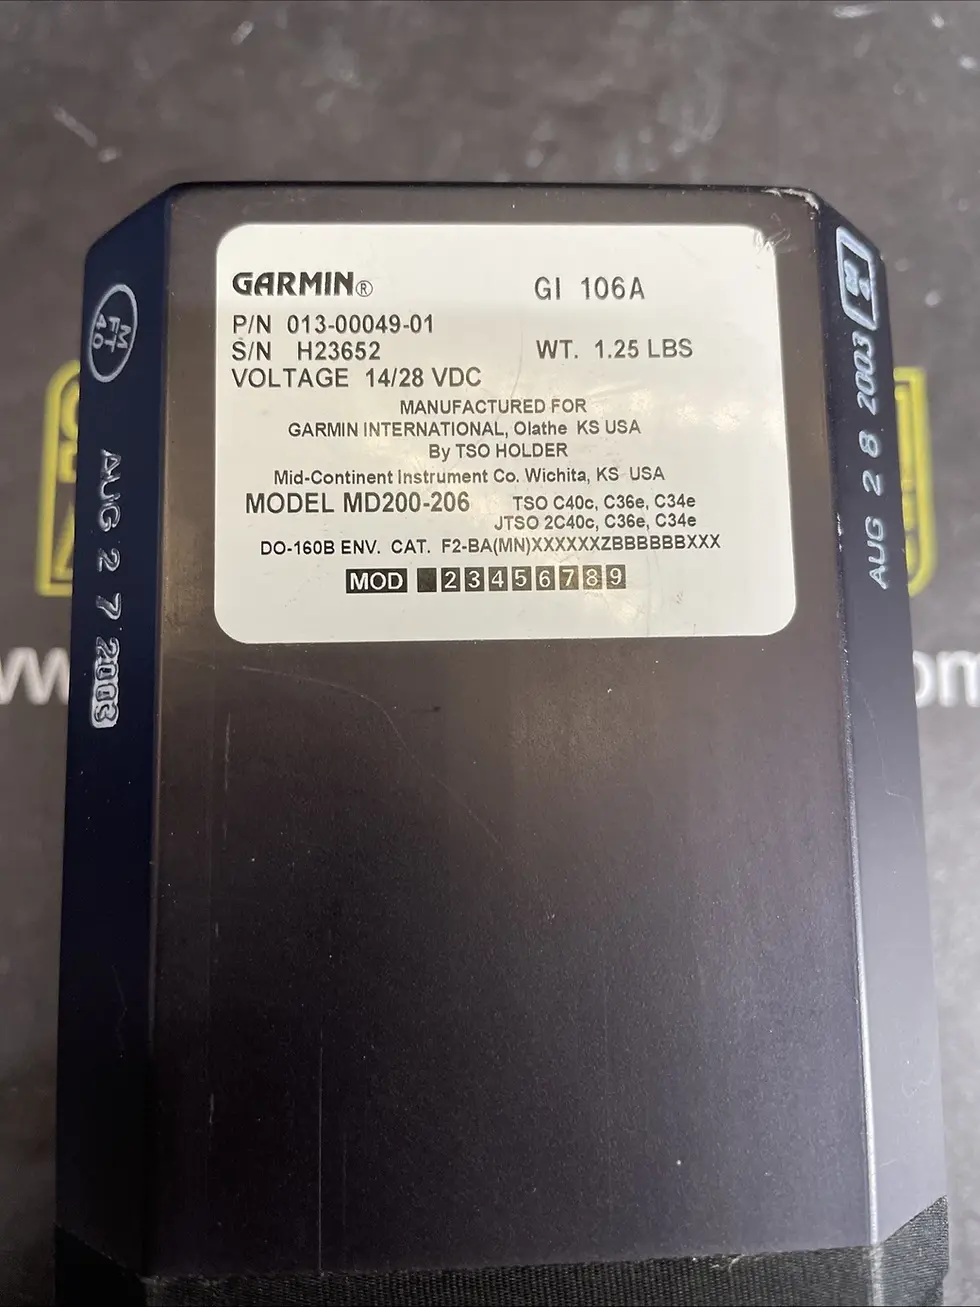 GARMIN® GI 106A
P/N 013-00049-01
S/N H23652 WT. 1.25 LBS
VOLTAGE 14/28 VDC
MANUFACTURED FOR
GARMIN INTERNATIONAL, Olathe KS USA
By TSO HOLDER
Mid-Continent Instrument Co. Wichita, KS USA
MODEL MD200-206 TSO C40c, C36e, C34e
JTSO 2C40c, C36e, C34e
DO-160B ENV. CAT. F2-BA(MN)XXXXXXZBBBBBBXXX
MOD 2 3 4 5 6 7 8 9
M
FT
40
AUG 2 7 2003
AUG 2 8 2003